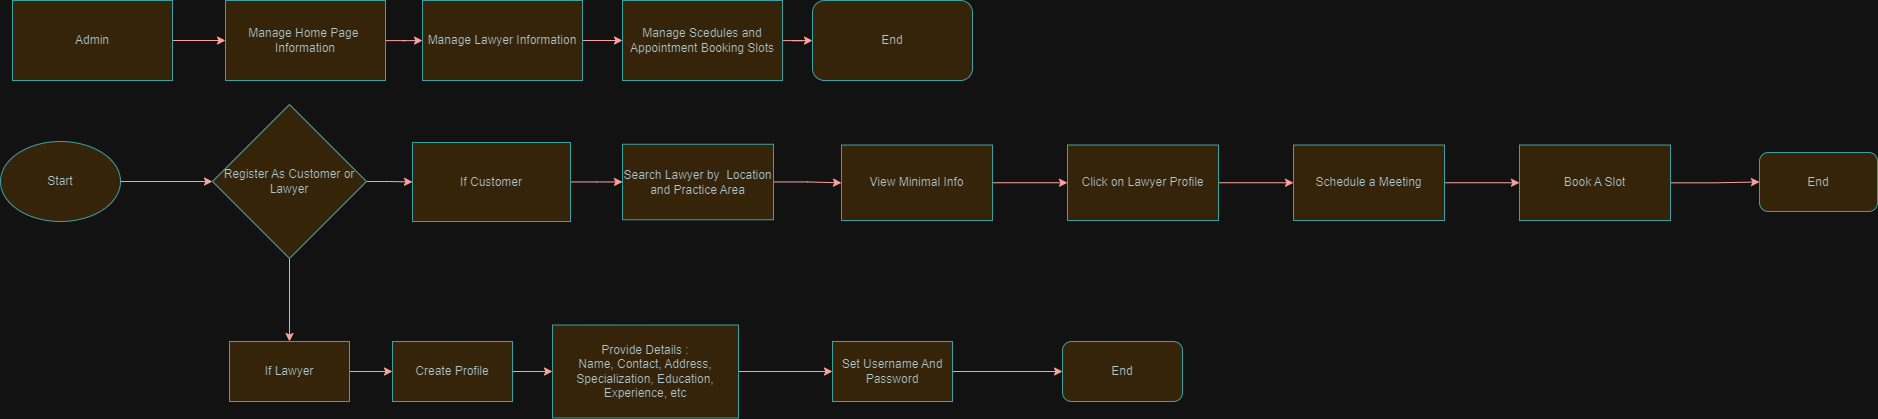 Admin
Manage Home Page
Information
Manage Lawyer Information
Manage Scedules and
Appointment Booking Slots
End
Start
Register As Customer or
Lawyer
If Customer
Search Lawyer by Location
and Practice Area
View Minimal Info
Click on Lawyer Profile
Schedule a Meeting
Book A Slot
End
If Lawyer
Create Profile
Provide Details :
Name, Contact, Address,
Specialization, Education,
Experience, etc
Set Username And
Password
End